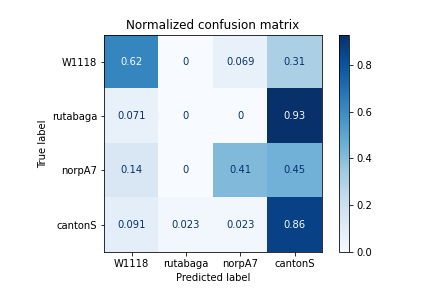 Normalized confusion matrix
W1118 0.62 0 0.069 0.31
rutabaga 0.071 0 0 0.93
norpA7 0.14 0 0.41 0.45
cantonS 0.091 0.023 0.023 0.86
W1118 rutabaga norpA7 cantonS
Predicted label
True label
0.8
0.6
0.4
0.2
0.0